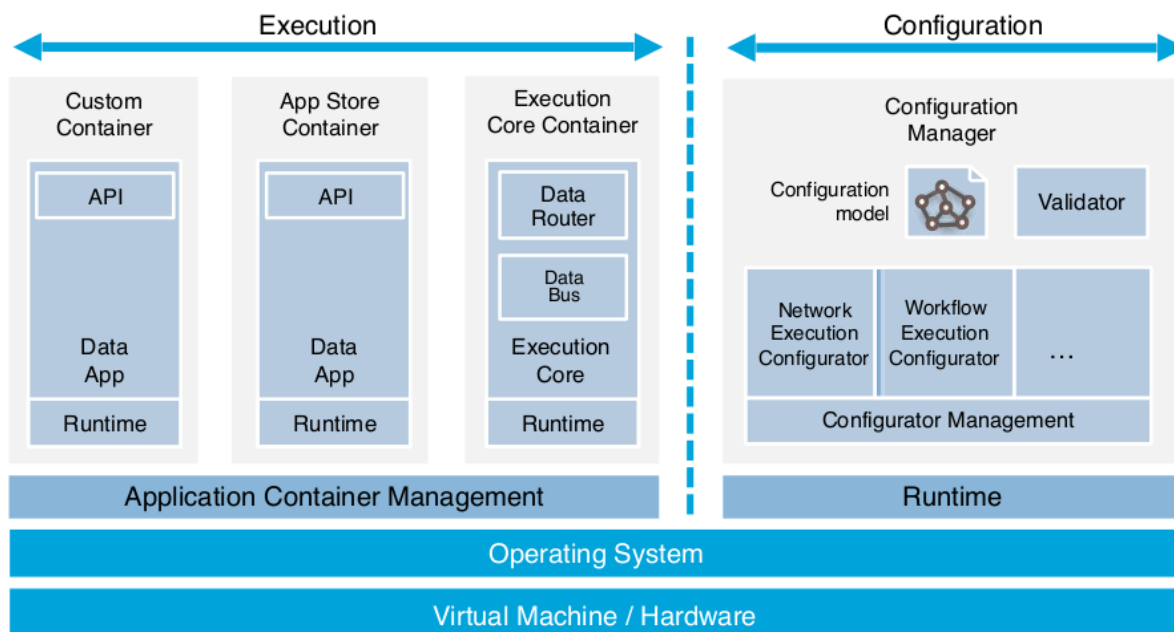 Execution
Configuration
Custom
Container
API
Data
App
Runtime
App Store
Container
API
Data
App
Runtime
Execution
Core Container
Data
Router
Data
Bus
Execution
Core
Runtime
Application Container Management
Configuration
Manager
Configuration
model
Validator
Network
Execution
Configurator
Workflow
Execution
Configurator
...
Configurator Management
Runtime
Operating System
Virtual Machine / Hardware